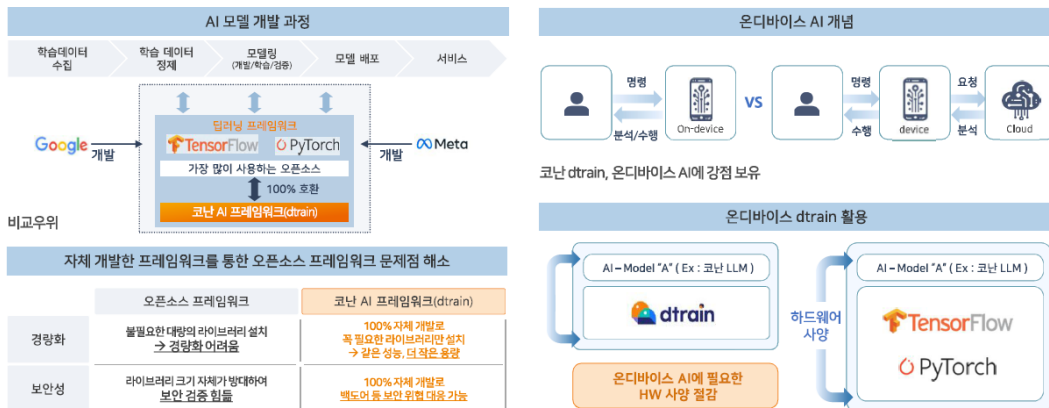 AI 모델 개발 과정
학습데이터
수집
학습 데이터
정제
모델링
(개발/학습/검증)
모델 배포
서비스
딥러닝 프레임워크
TensorFlow
PyTorch
가장 많이 사용하는 오픈소스
100% 호환
코난 AI 프레임워크(dtrain)
Google
개발
Meta
개발
비교우위
자체 개발한 프레임워크를 통한 오픈소스 프레임워크 문제점 해소
오픈소스 프레임워크
코난 AI 프레임워크(dtrain)
경량화
불필요한 대량의 라이브러리 설치
→ 경량화 어려움
100% 자체 개발로
꼭 필요한 라이브러리만 설치
→ 같은 성능, 더 작은 용량
보안성
라이브러리 크기 자체가 방대하여
보안 검증 힘듦
100% 자체 개발로
백도어 등 보안 위협 대응 가능
온디바이스 AI 개념
명령
분석/수행
On-device
VS
명령
수행
device
요청
분석
Cloud
코난 dtrain, 온디바이스 AI에 강점 보유
온디바이스 dtrain 활용
AI – Model "A" ( Ex : 코난 LLM )
dtrain
온디바이스 AI에 필요한
HW 사양 절감
하드웨어
사양
AI – Model "A" ( Ex : 코난 LLM )
TensorFlow
PyTorch